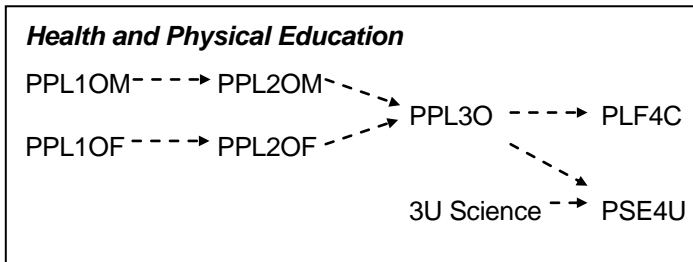 Health and Physical Education
PPL1OM PPL2OM
PPL3O PLF4C
PPL1OF PPL2OF
3U Science PSE4U